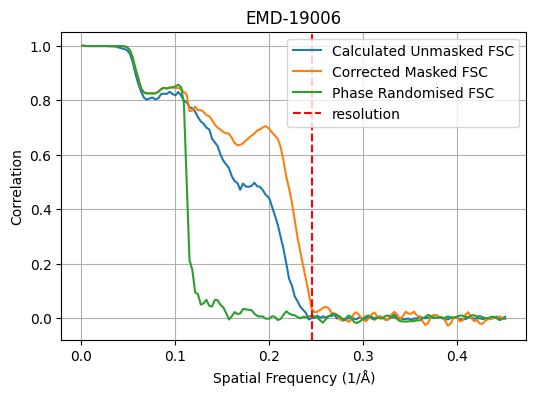 EMD-19006
Calculated Unmasked FSC
Corrected Masked FSC
Phase Randomised FSC
resolution
Correlation
1.0
0.8
0.6
0.4
0.2
0.0
0.0 0.1 0.2 0.3 0.4
Spatial Frequency (1/Å)